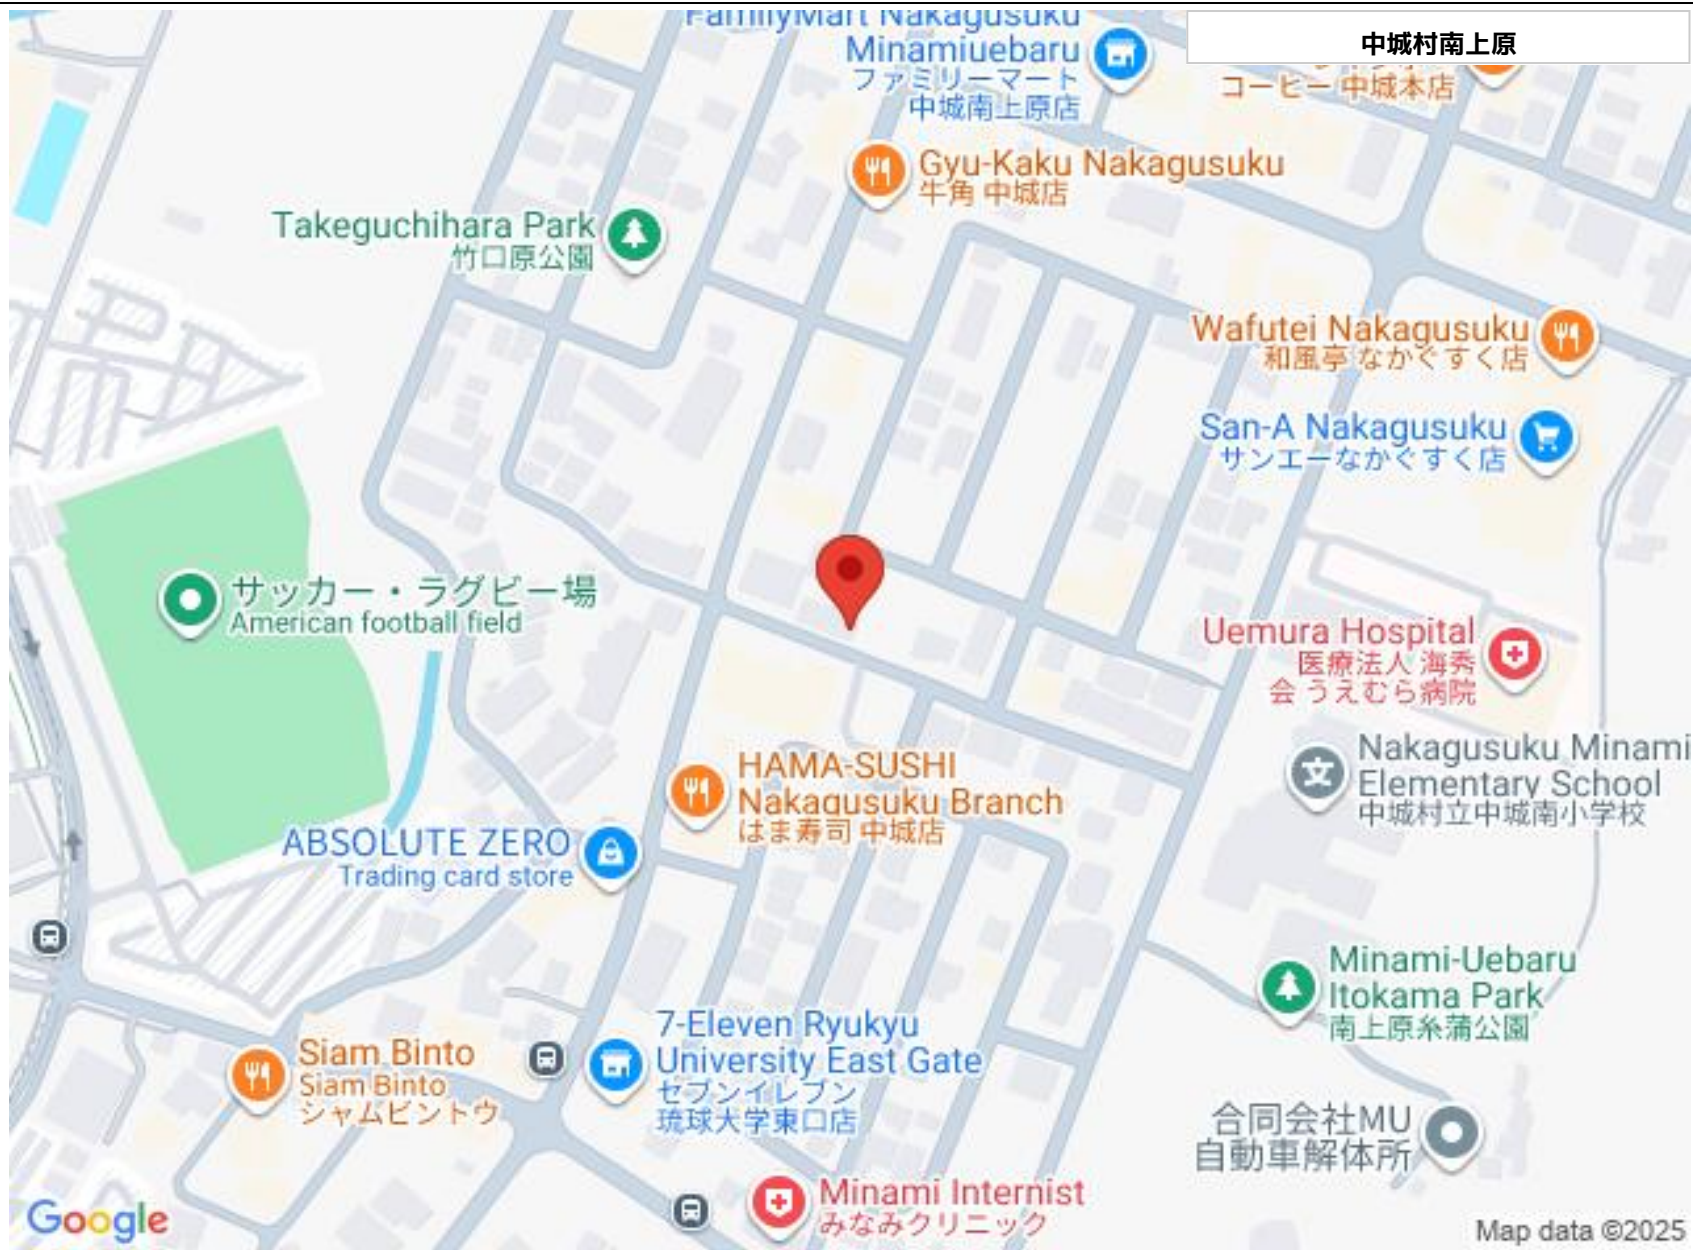 FamilyMart Nakagusuku
Minamiuebaru
ファミリーマート
中城南上原店
中城村南上原
コーヒー 中城本店
Gyu-Kaku Nakagusuku
牛角 中城店
Takeguchihara Park
竹口原公園
Wafutei Nakagusuku
和風亭 なかぐすく店
San-A Nakagusuku
サンエーなかぐすく店
サッカー・ラグビー場
American football field
Uemura Hospital
医療法人 海秀
会 うえむら病院
Nakagusuku Minami
Elementary School
中城村立中城南小学校
HAMA-SUSHI
Nakagusuku Branch
はま寿司 中城店
ABSOLUTE ZERO
Trading card store
Minami-Uebaru
Itokama Park
南上原糸蒲公園
7-Eleven Ryukyu
University East Gate
セブンイレブン
琉球大学東口店
Siam Binto
Siam Binto
シャムビントウ
合同会社MU
自動車解体所
Minami Internist
みなみクリニック
Google
Map data ©2025